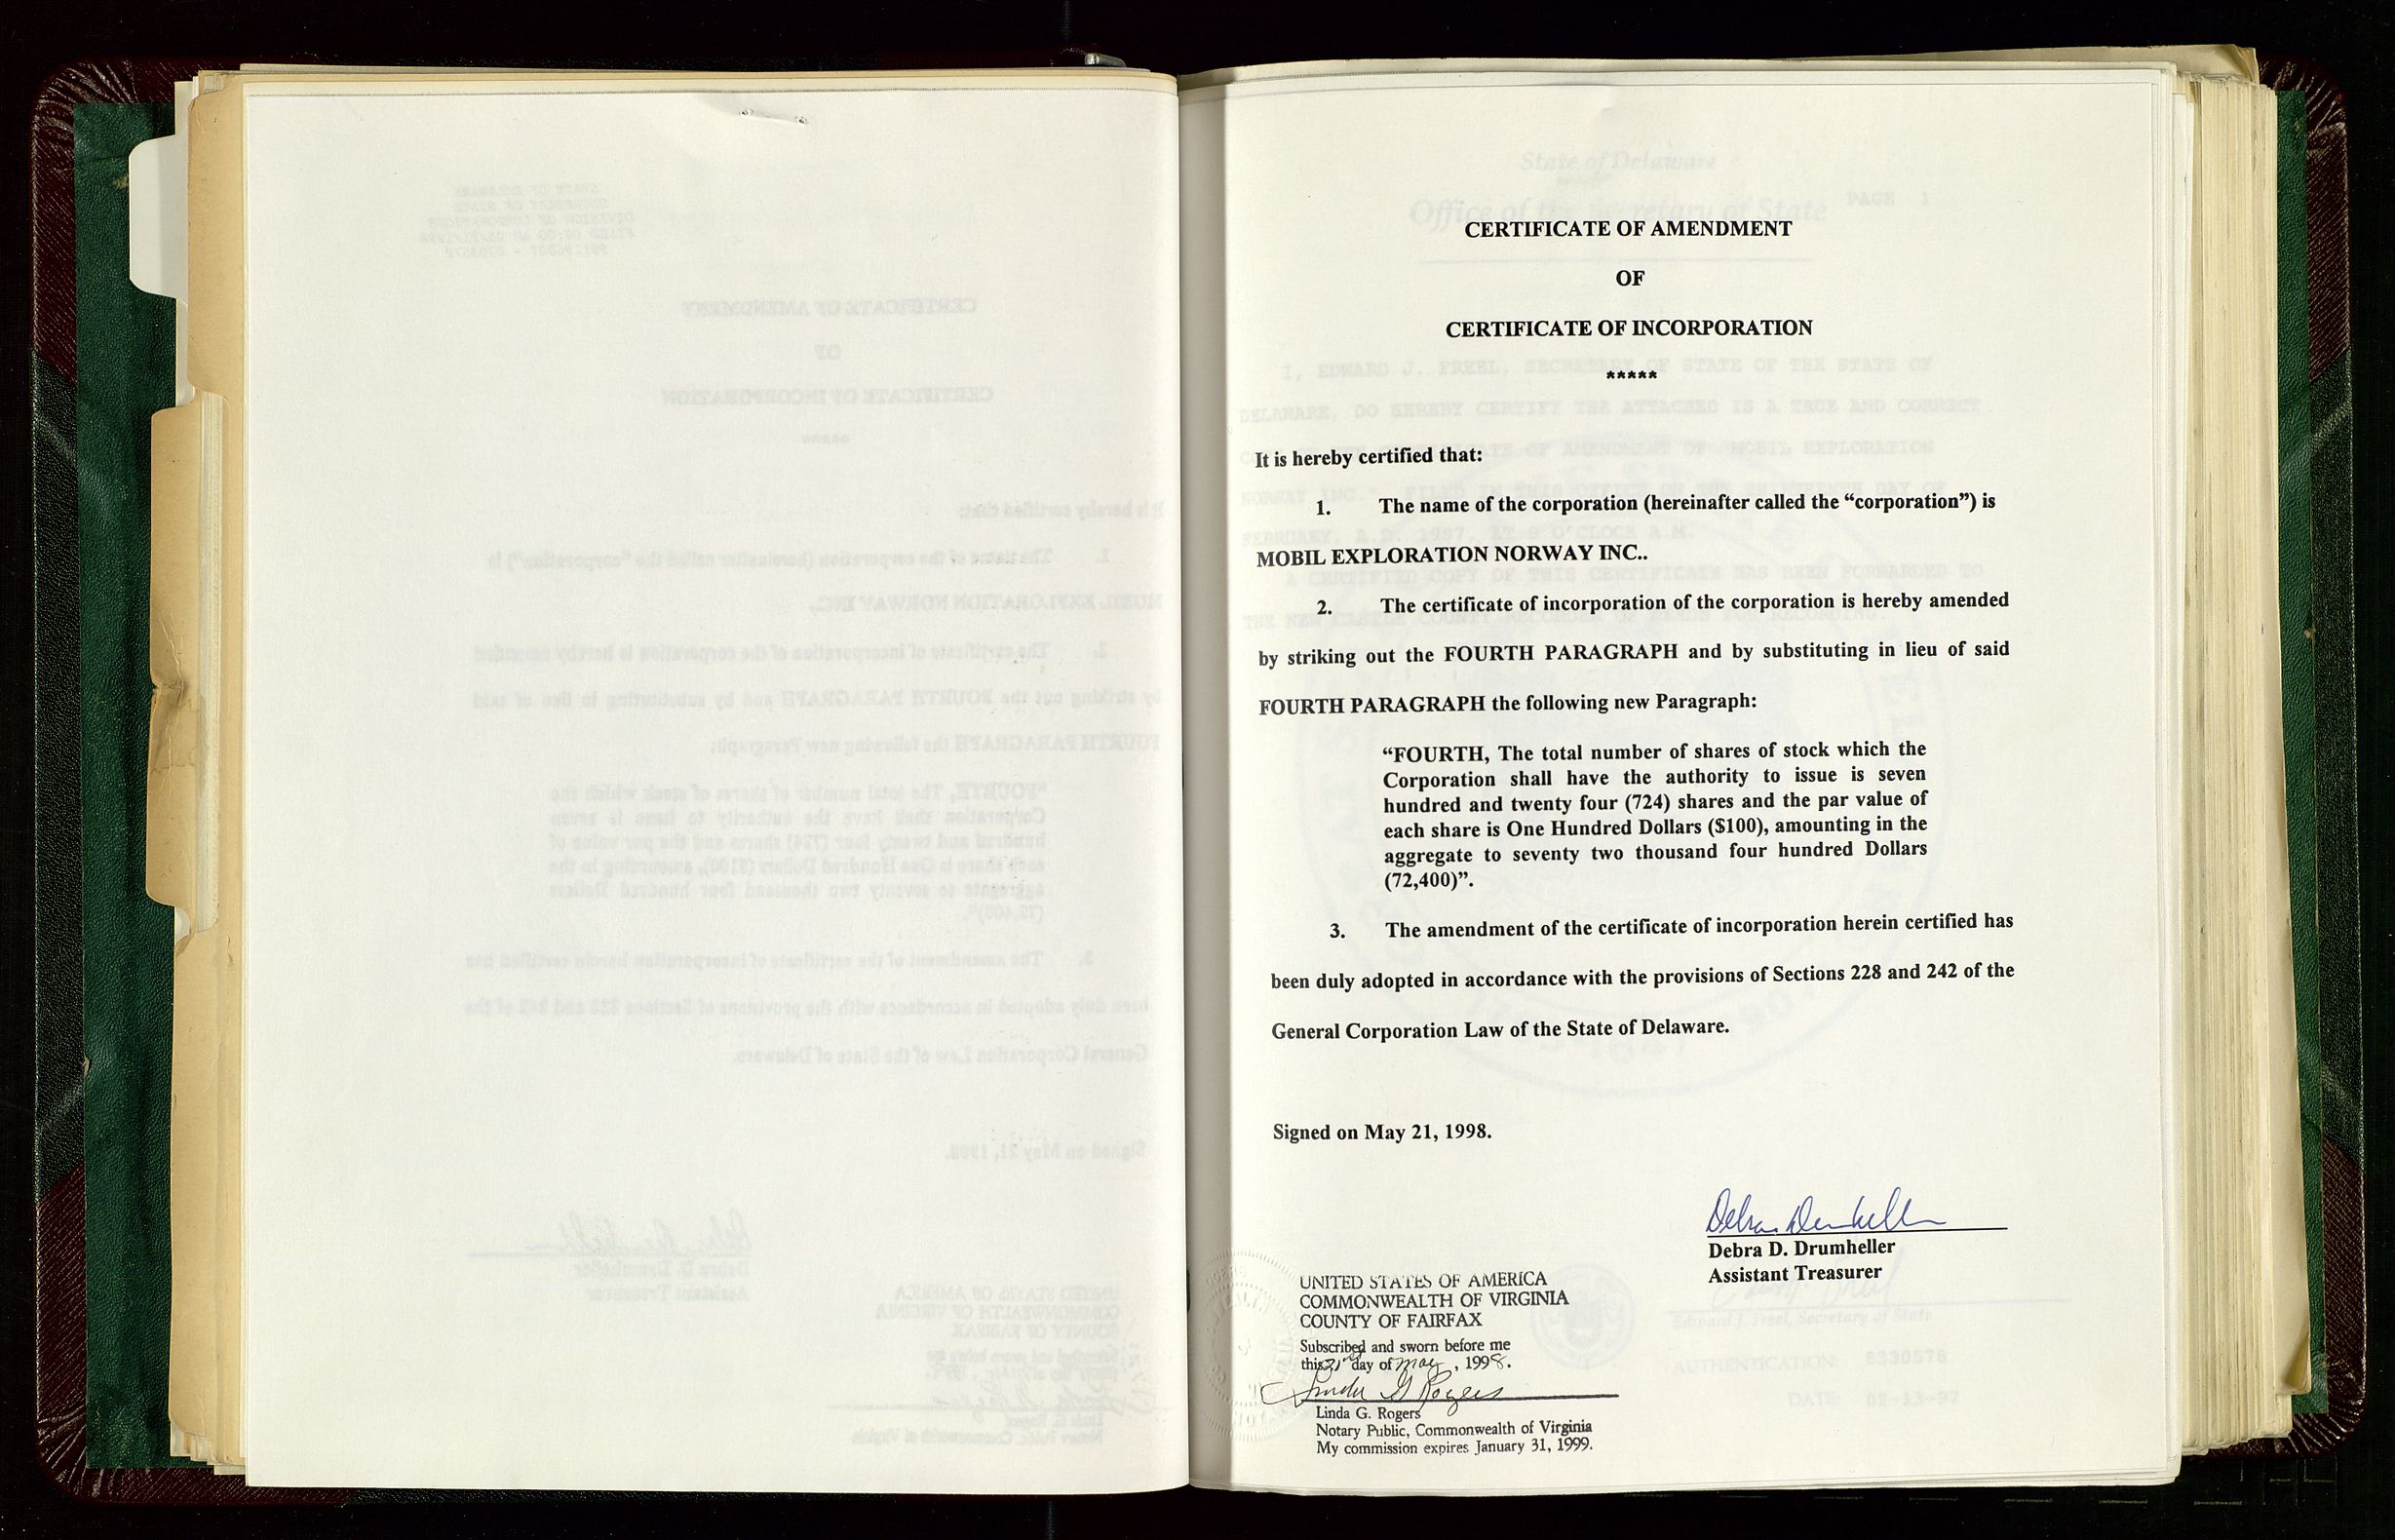 CERTIFICATE OF AMENDMENT
OF
CERTIFICATE OF INCORPORATION
*****
It is hereby certified that:
1. The name of the corporation (hereinafter called the “corporation”) is
MOBIL EXPLORATION NORWAY INC..
2. The certificate of incorporation of the corporation is hereby amended
by striking out the FOURTH PARAGRAPH and by substituting in lieu of said
FOURTH PARAGRAPH the following new Paragraph:
“FOURTH, The total number of shares of stock which the
Corporation shall have the authority to issue is seven
hundred and twenty four (724) shares and the par value of
each share is One Hundred Dollars ($100), amounting in the
aggregate to seventy two thousand four hundred Dollars
(72,400)”.
3. The amendment of the certificate of incorporation herein certified has
been duly adopted in accordance with the provisions of Sections 228 and 242 of the
General Corporation Law of the State of Delaware.
Signed on May 21, 1998.
Debra D. Drumheller
Assistant Treasurer
UNITED STATES OF AMERICA
COMMONWEALTH OF VIRGINIA
COUNTY OF FAIRFAX
Subscribed and sworn before me
this 21st day of May, 1998.
Linda G Rogers
Linda G. Rogers
Notary Public, Commonwealth of Virginia
My commission expires January 31, 1999.